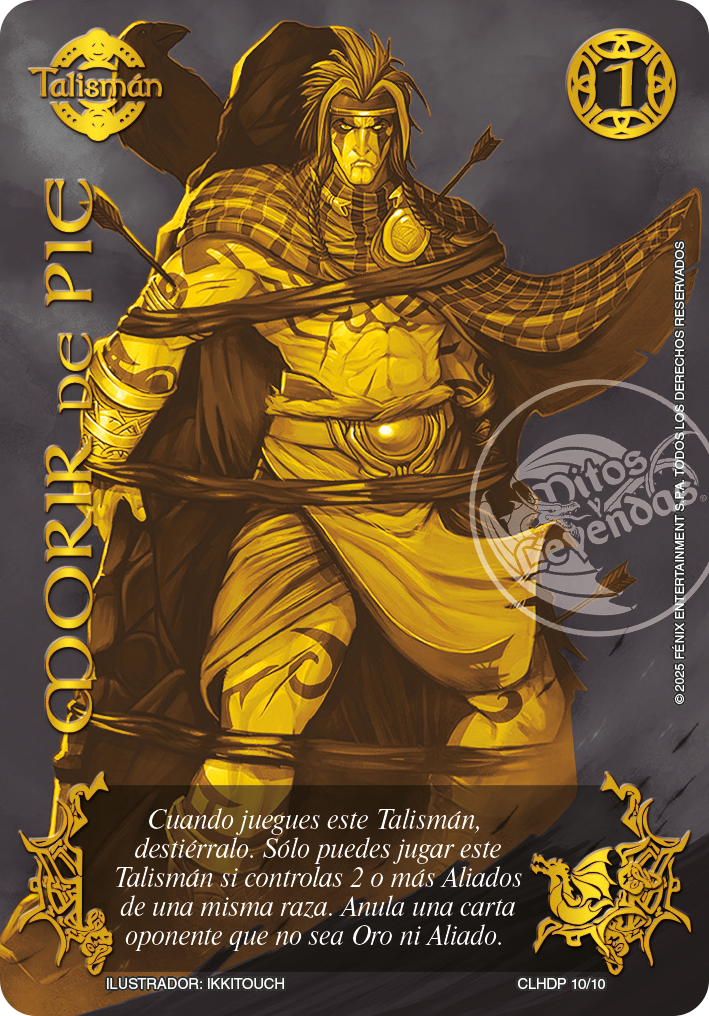 Talismán
1
MORIR DE PIE
Mitos
y
Leyendas®
© 2025 FÉNIX ENTERTAINMENT S.P.A. TODOS LOS DERECHOS RESERVADOS
Cuando juegues este Talismán,
destiérralo. Sólo puedes jugar este
Talismán si controlas 2 o más Aliados
de una misma raza. Anula una carta
oponente que no sea Oro ni Aliado.
ILUSTRADOR: IKKITOUCH
CLHDP 10/10